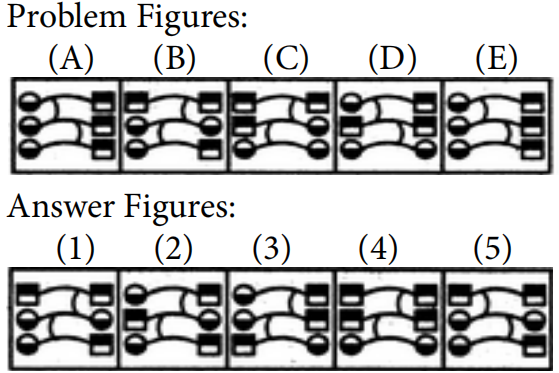 Problem Figures:
(A) (B) (C) (D) (E)
Answer Figures:
(1) (2) (3) (4) (5)